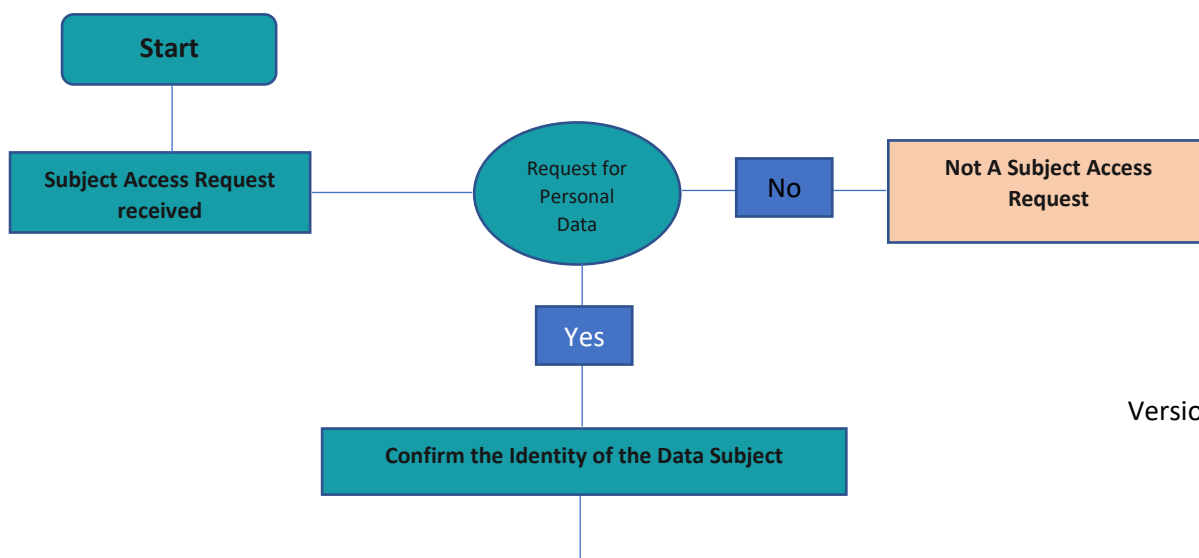 Start
Subject Access Request
received
Request for
Personal
Data
No
Not A Subject Access
Request
Yes
Versio
Confirm the Identity of the Data Subject